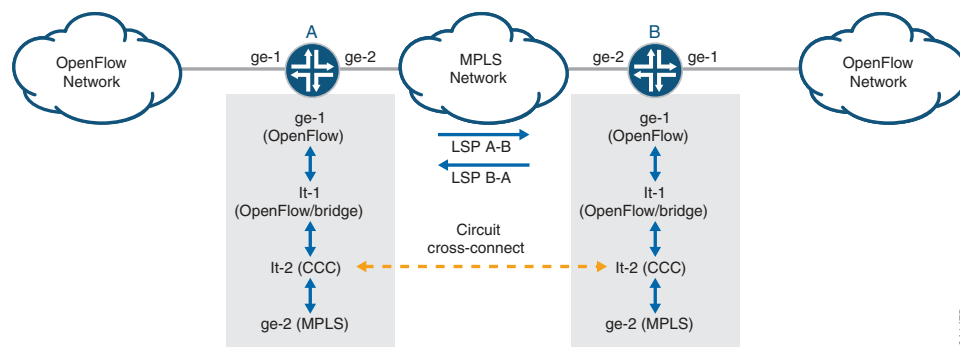 A
B
OpenFlow
Network
ge-1
ge-2
MPLS
Network
ge-2
ge-1
OpenFlow
Network
ge-1
(OpenFlow)
LSP A-B
LSP B-A
ge-1
(OpenFlow)
lt-1
(OpenFlow/bridge)
lt-1
(OpenFlow/bridge)
Circuit
cross-connect
lt-2 (CCC)
lt-2 (CCC)
ge-2 (MPLS)
ge-2 (MPLS)